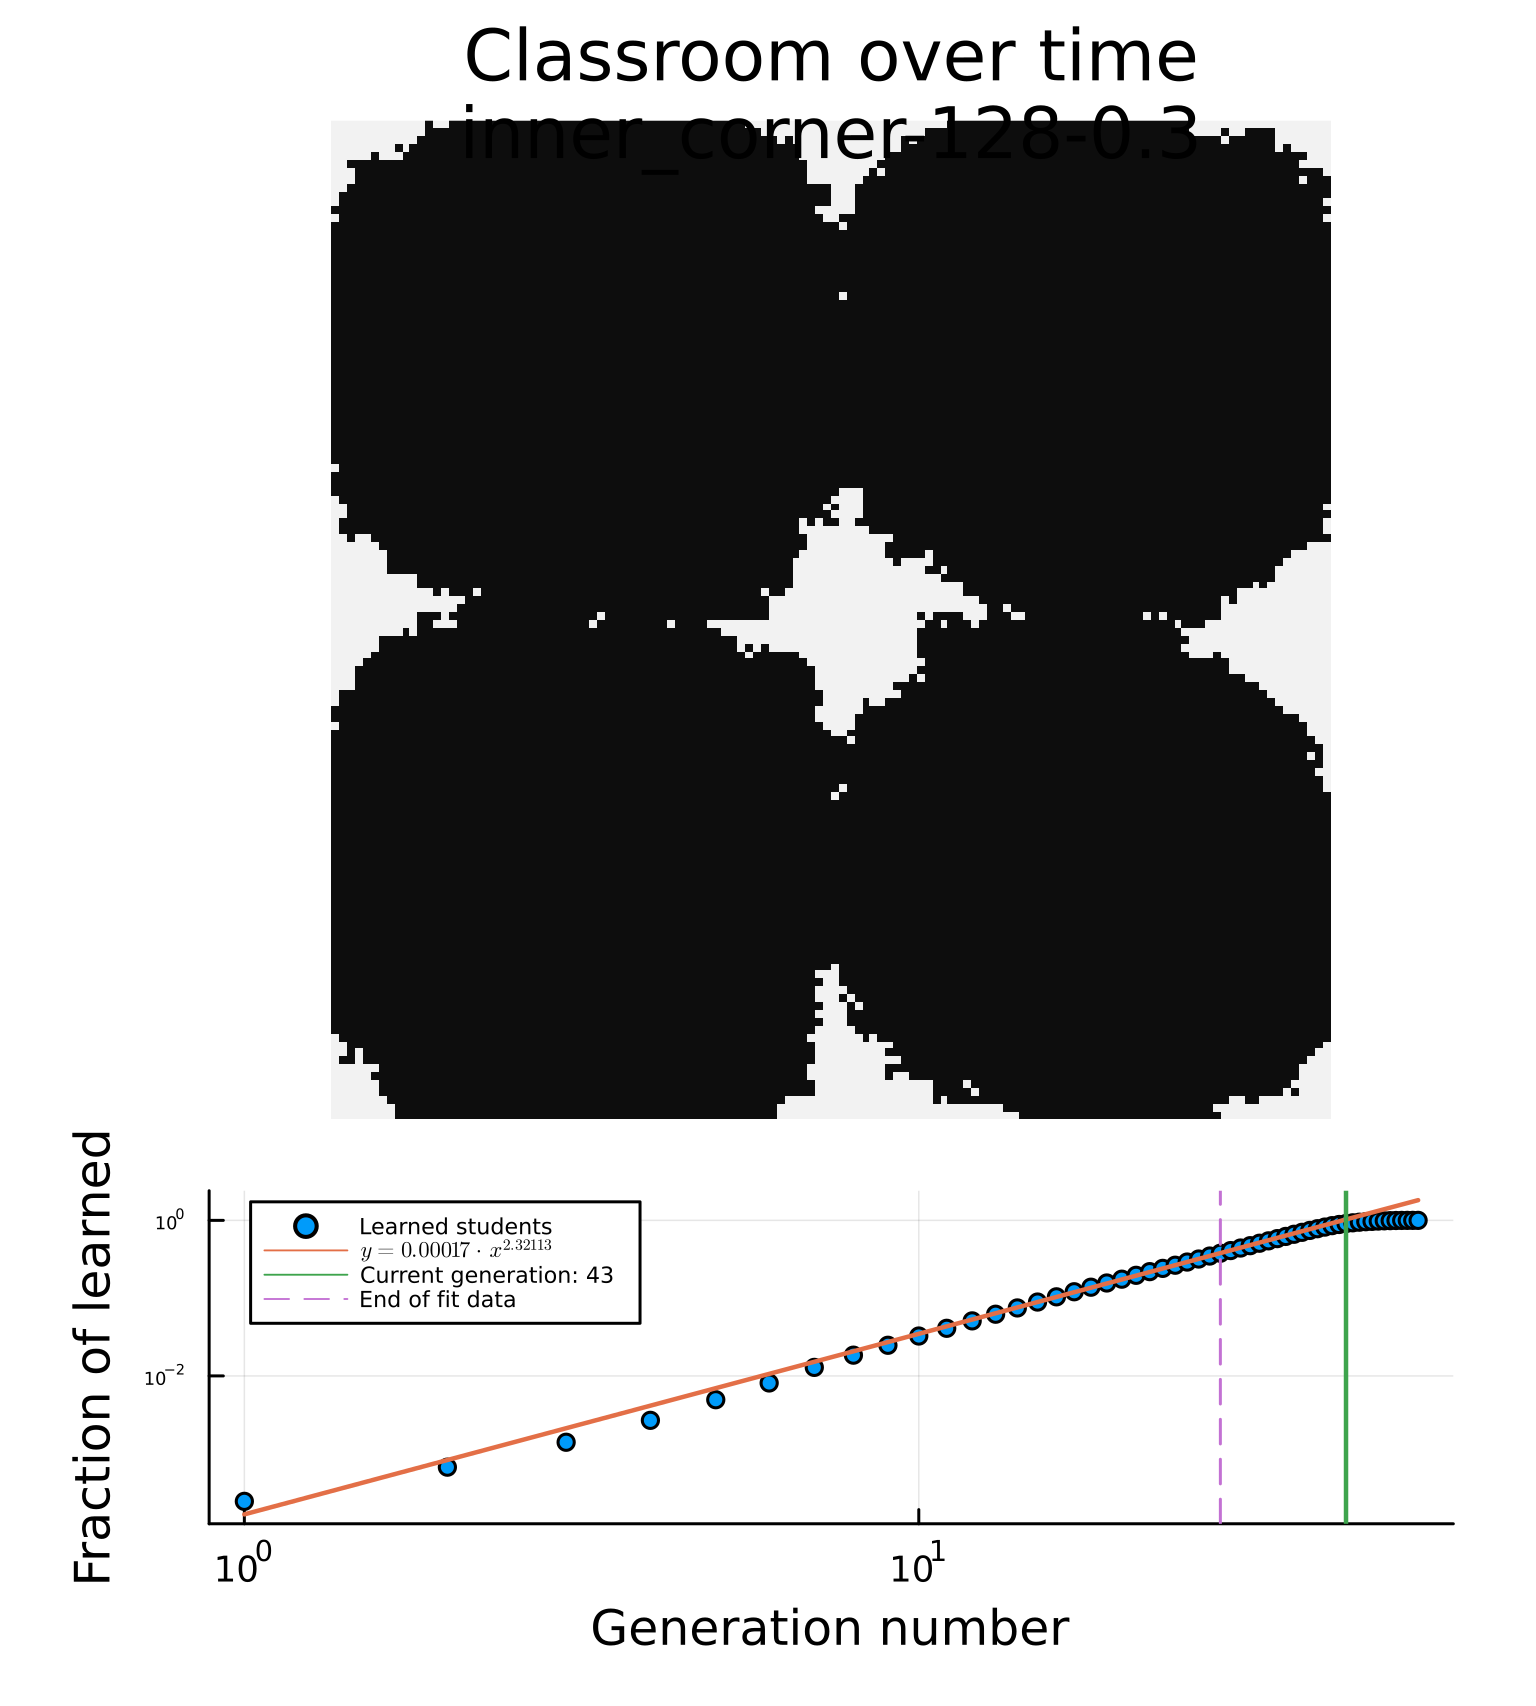 Classroom over time
inner_corner 128-0.3
Fraction of learned
10^0
10^-2
Learned students
y = 0.00017 · x^2.32113
Current generation: 43
End of fit data
10^0
10^1
Generation number